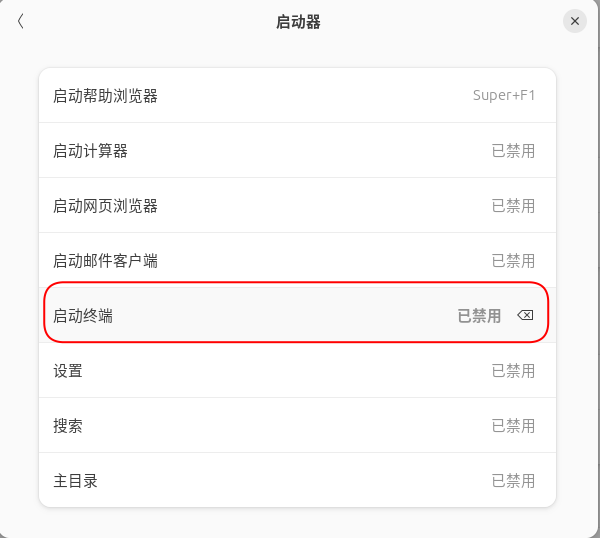 启动器
启动帮助浏览器 Super+F1
启动计算器 已禁用
启动网页浏览器 已禁用
启动邮件客户端 已禁用
启动终端 已禁用
设置 已禁用
搜索 已禁用
主目录 已禁用